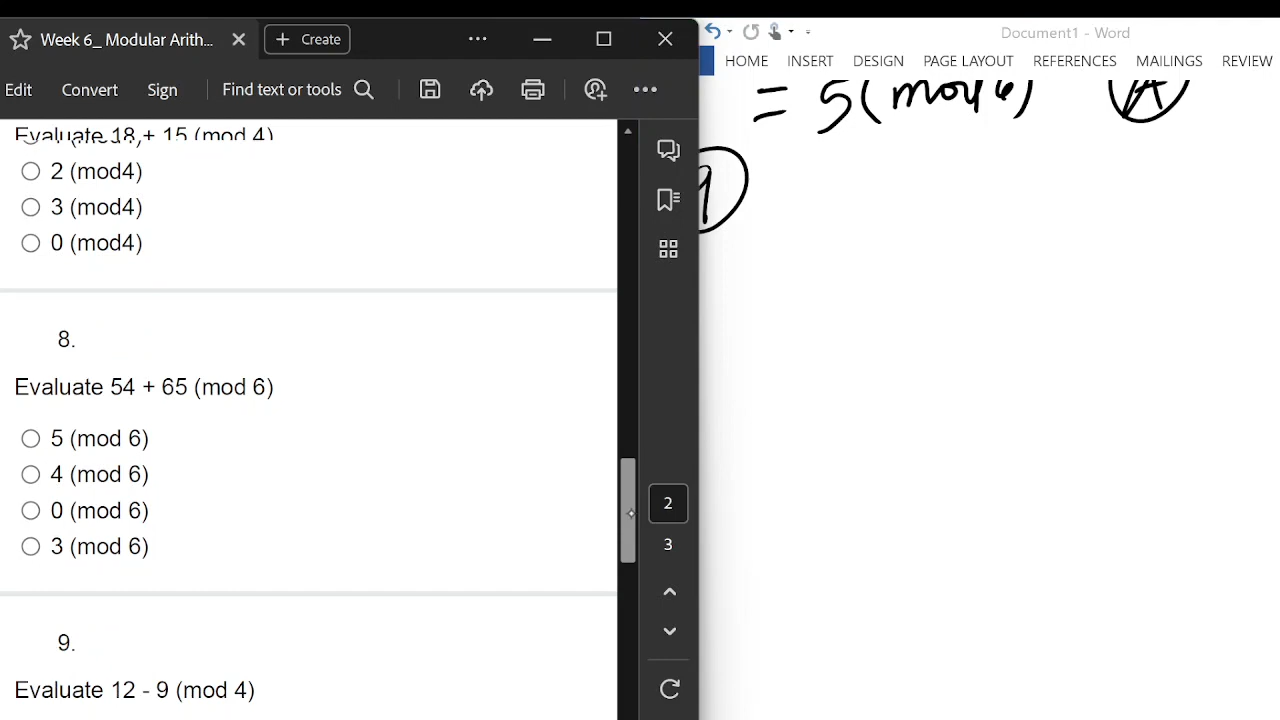 Week 6_ Modular Arith...
Create
Document1 - Word
HOME INSERT DESIGN PAGE LAYOUT REFERENCES MAILINGS REVIEW
Edit Convert Sign Find text or tools
= 5 (mod 6) A
Evaluate 18 + 15 (mod 4)
2 (mod4)
3 (mod4)
0 (mod4)
9
8.
Evaluate 54 + 65 (mod 6)
5 (mod 6)
4 (mod 6)
0 (mod 6)
3 (mod 6)
2
3
9.
Evaluate 12 - 9 (mod 4)